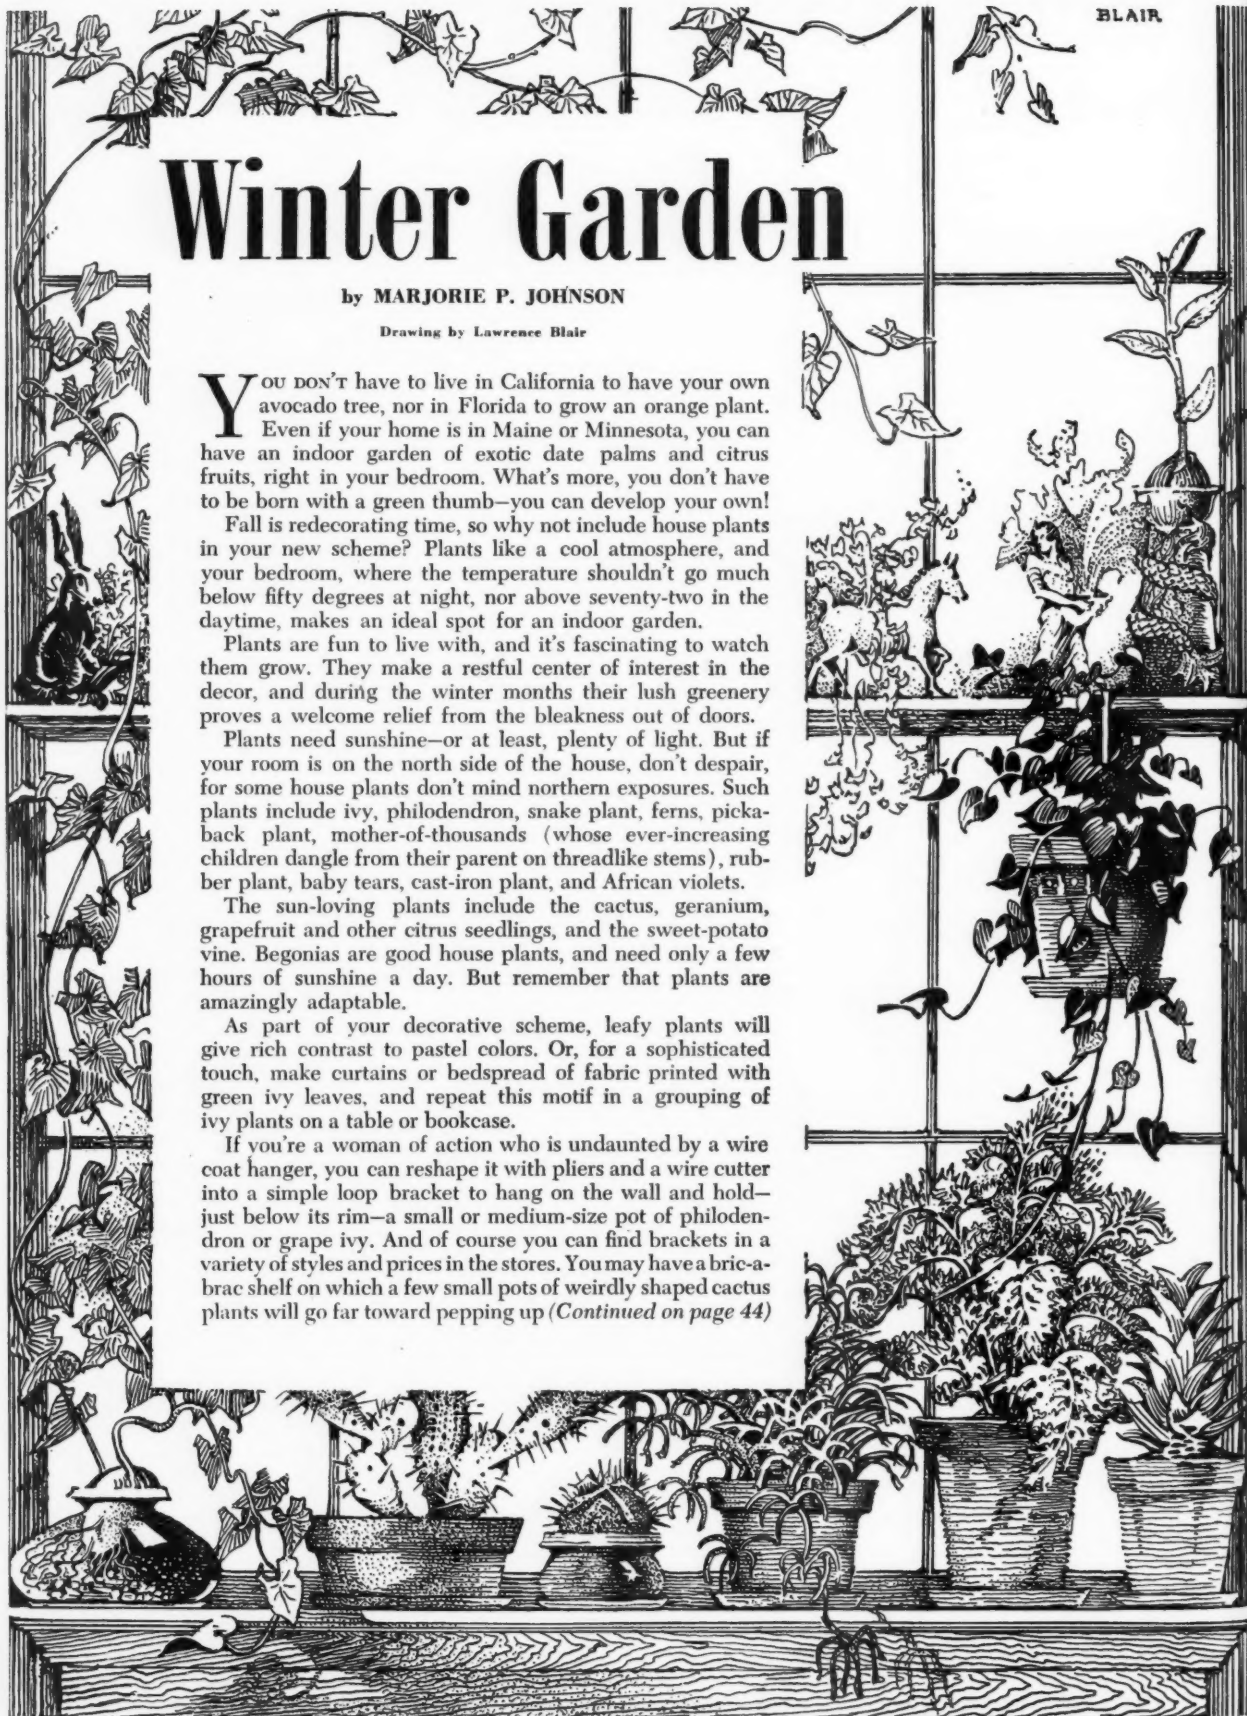 BLAIR
Winter Garden
by MARJORIE P. JOHNSON
Drawing by Lawrence Blair
YOU DON'T have to live in California to have your own
avocado tree, nor in Florida to grow an orange plant.
Even if your home is in Maine or Minnesota, you can
have an indoor garden of exotic date palms and citrus
fruits, right in your bedroom. What's more, you don't have
to be born with a green thumb—you can develop your own!
Fall is redecorating time, so why not include house plants
in your new scheme? Plants like a cool atmosphere, and
your bedroom, where the temperature shouldn't go much
below fifty degrees at night, nor above seventy-two in the
daytime, makes an ideal spot for an indoor garden.
Plants are fun to live with, and it's fascinating to watch
them grow. They make a restful center of interest in the
decor, and during the winter months their lush greenery
proves a welcome relief from the bleakness out of doors.
Plants need sunshine—or at least, plenty of light. But if
your room is on the north side of the house, don't despair,
for some house plants don't mind northern exposures. Such
plants include ivy, philodendron, snake plant, ferns, picka-
back plant, mother-of-thousands (whose ever-increasing
children dangle from their parent on threadlike stems), rub-
ber plant, baby tears, cast-iron plant, and African violets.
The sun-loving plants include the cactus, geranium,
grapefruit and other citrus seedlings, and the sweet-potato
vine. Begonias are good house plants, and need only a few
hours of sunshine a day. But remember that plants are
amazingly adaptable.
As part of your decorative scheme, leafy plants will
give rich contrast to pastel colors. Or, for a sophisticated
touch, make curtains or bedspread of fabric printed with
green ivy leaves, and repeat this motif in a grouping of
ivy plants on a table or bookcase.
If you're a woman of action who is undaunted by a wire
coat hanger, you can reshape it with pliers and a wire cutter
into a simple loop bracket to hang on the wall and hold—
just below its rim—a small or medium-size pot of philoden-
dron or grape ivy. And of course you can find brackets in a
variety of styles and prices in the stores. You may have a bric-a-
brac shelf on which a few small pots of weirdly shaped cactus
plants will go far toward pepping up (Continued on page 44)